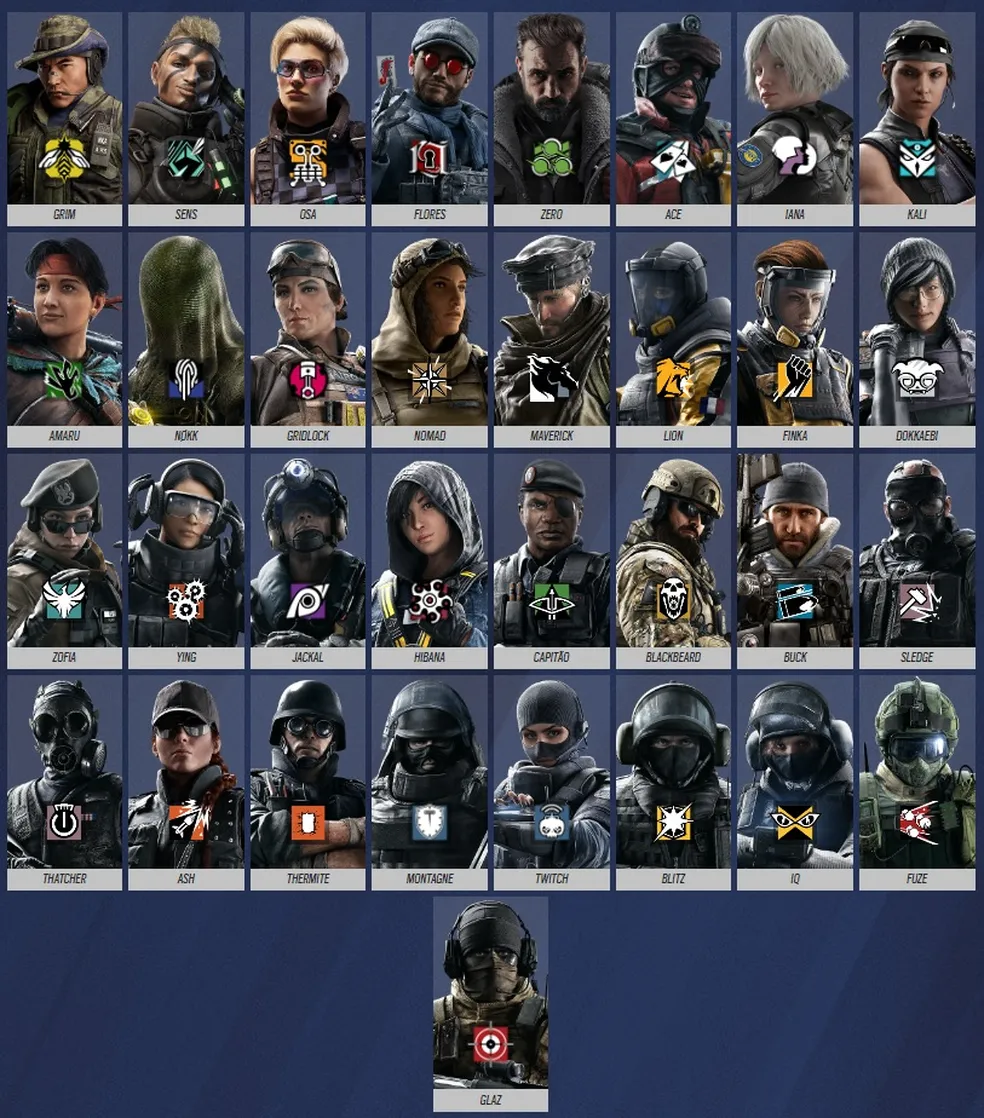 GRIM
SENS
OSA
FLORES
ZERO
ACE
IANA
KALI
AMARU
NØKK
GRIDLOCK
NOMAD
MAVERICK
LION
FINKA
DOKKAEBI
ZOFIA
YING
JACKAL
HIBANA
CAPITÃO
BLACKBEARD
BUCK
SLEDGE
THATCHER
ASH
THERMITE
MONTAGNE
TWITCH
BLITZ
IQ
FUZE
GLAZ